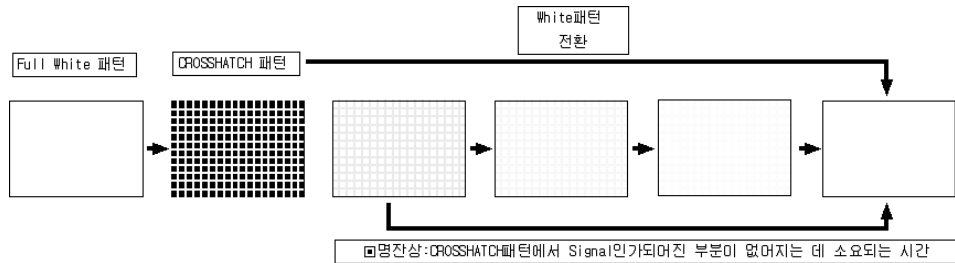 White패턴
전환
Full White 패턴
CROSSHATCH 패턴
▣명잔상:CROSSHATCH패턴에서 Signal인가되어진 부분이 없어지는 데 소요되는 시간